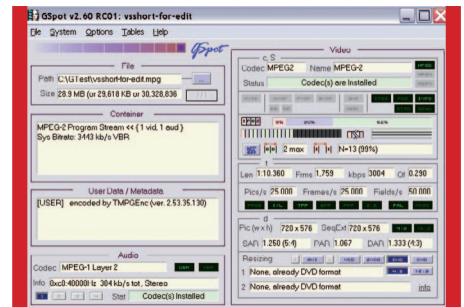 GSpot v2.60 RC01: vsshort-for-edit
File System Options Tables Help
GSpot
File
Path C:\GTest\vsshort-for-edit.mpg
Size 28.9 MB (or 29,618 KB or 30,328,836
Container
MPEG-2 Program Stream << { 1 vid, 1 aud }
Sys Bitrate: 3443 kb/s VBR
User Data / Metadata
[USER] encoded by TMPGEnc (ver. 2.53.35.130)
Audio
Codec MPEG-1 Layer 2
Info 0xc0:40000Hz 304 kb/s tot, Stereo
Stat Codec(s) Installed
Video
c, S
Codec MPEG2 Name MPEG-2
Status Codec(s) are Installed
2 max N=13 (99%)
t
Len 1:10.360 Frms 1,759 kbps 3004 Qf 0.290
Pics/s 25.000 Frames/s 25.000 Fields/s 50.000
d
Pic (w x h) 720 x 576 SeqExt 720 x 576
SAR 1.250 (5:4) PAR 1.067 DAR 1.333 (4:3)
Resizing
1 None, already DVD format
2 None, already DVD format info